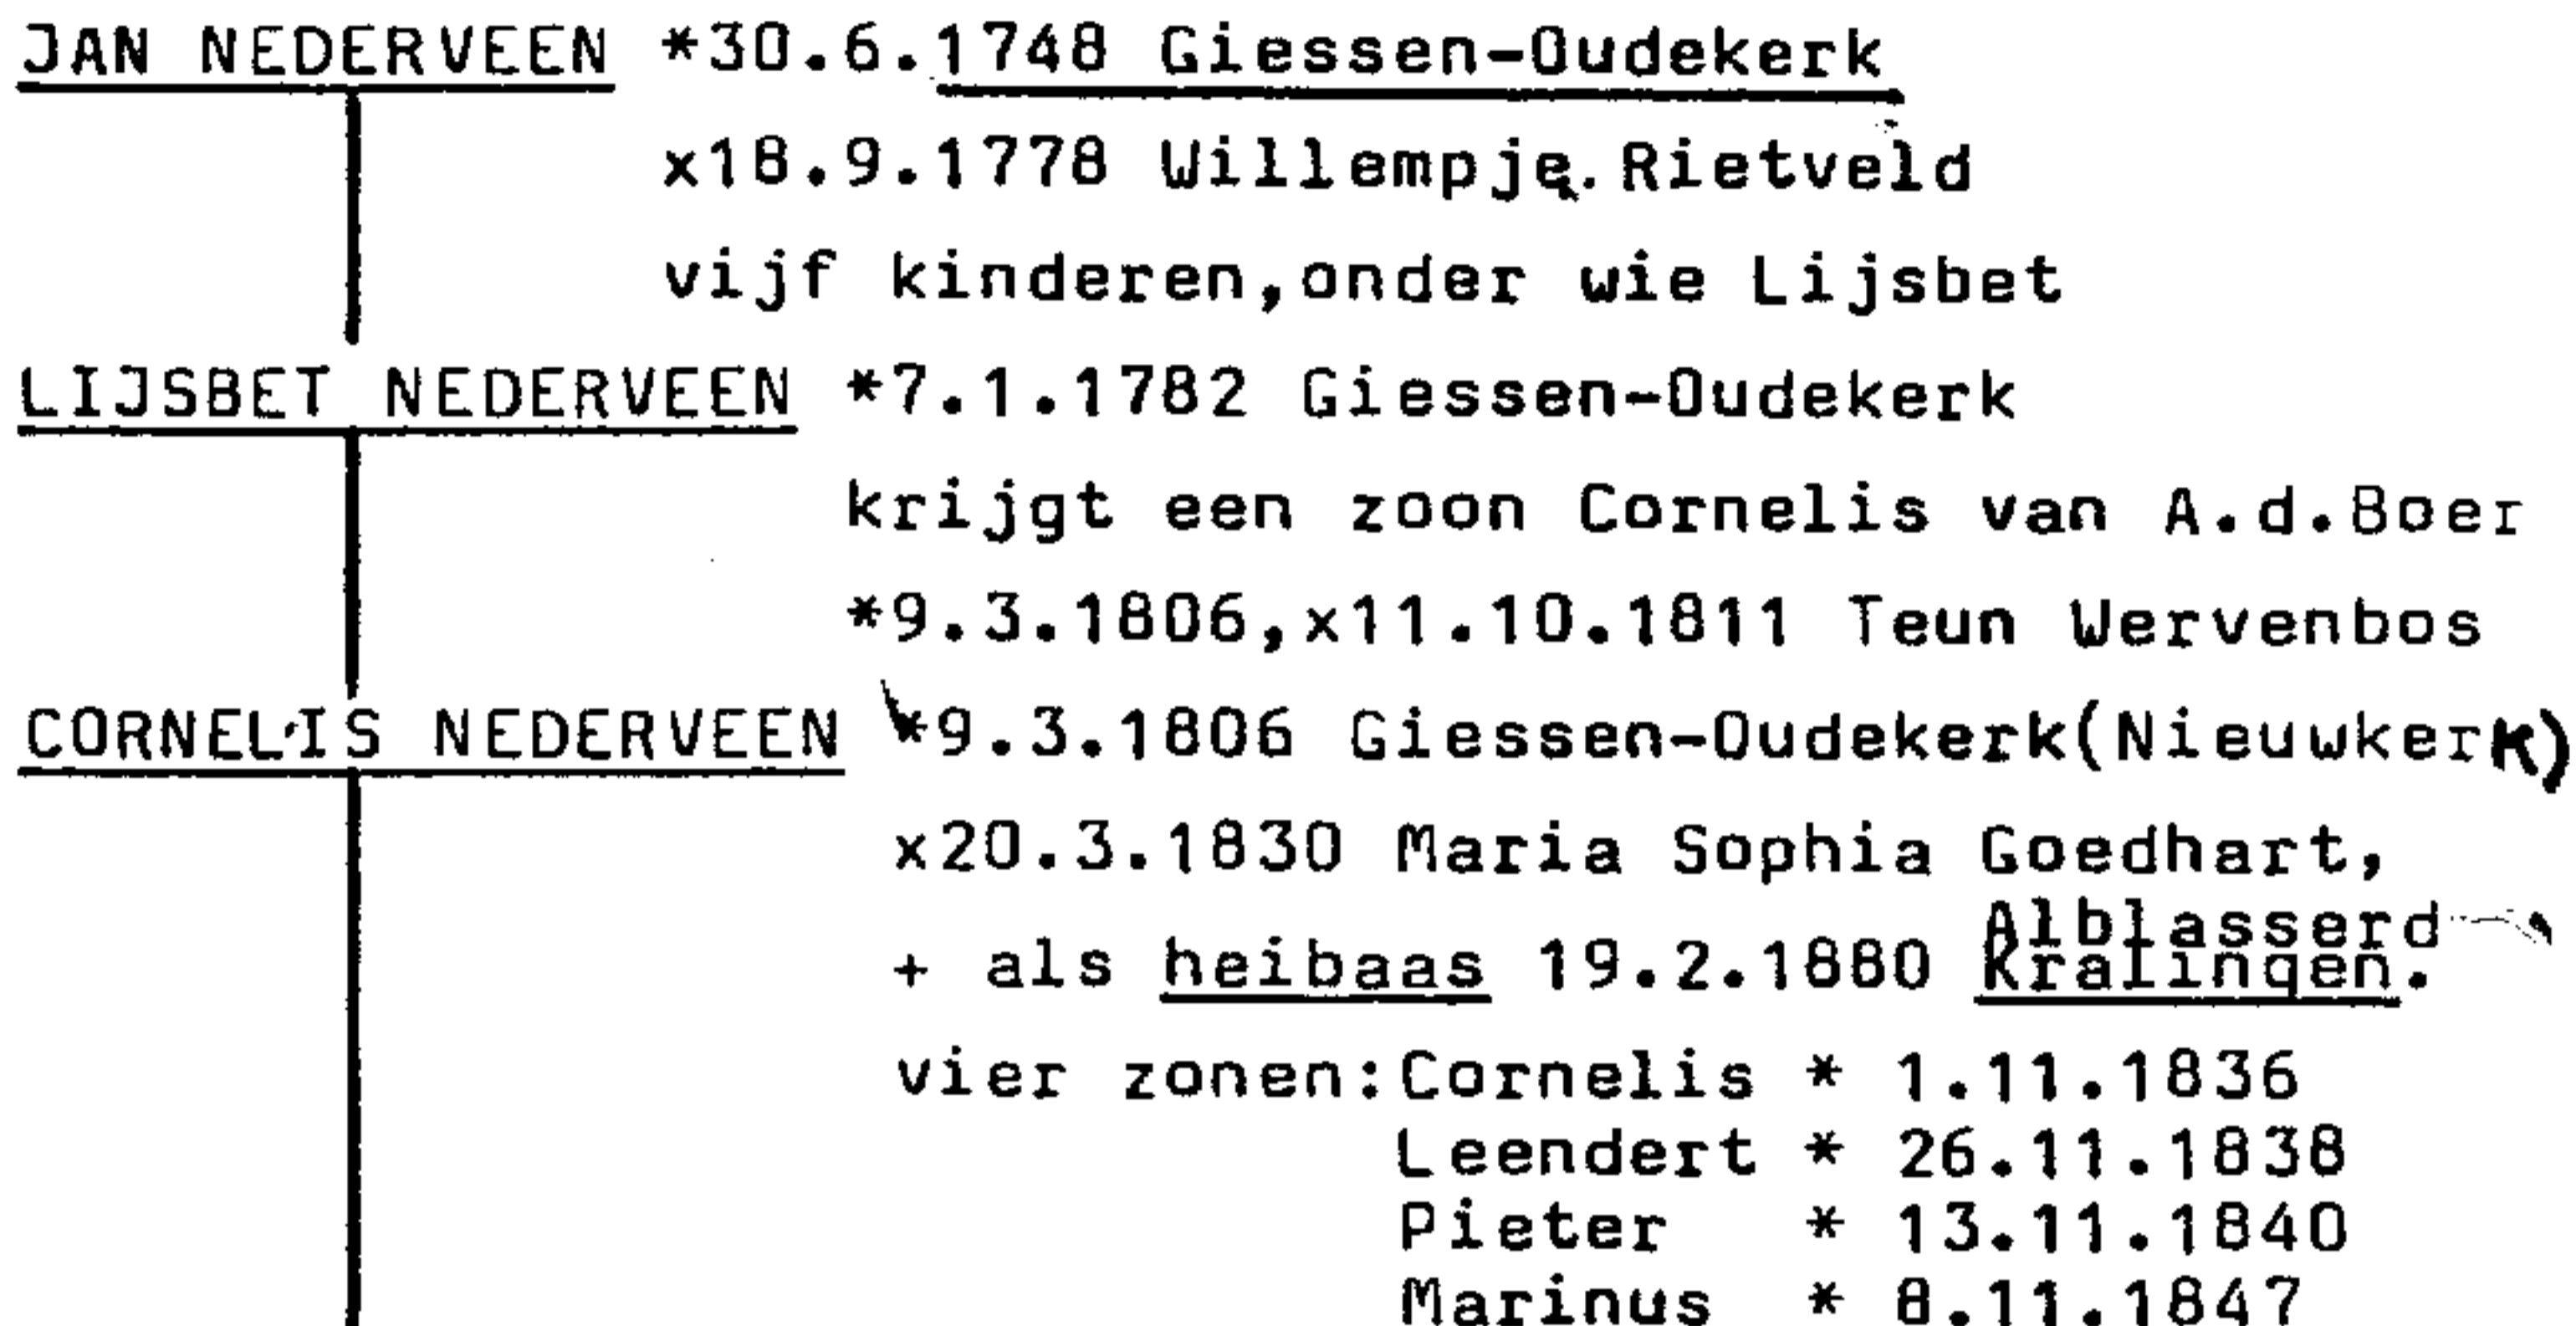 JAN NEDERVEEN *30.6.1748 Giessen-Oudekerk
x18.9.1778 Willempje Rietveld
vijf kinderen,onder wie Lijsbet
LIJSBET NEDERVEEN *7.1.1782 Giessen-Oudekerk
krijgt een zoon Cornelis van A.d.Boer
*9.3.1806,x11.10.1811 Teun Wervenbos
CORNELIS NEDERVEEN *9.3.1806 Giessen-Oudekerk(Nieuwkerk)
x20.3.1830 Maria Sophia Goedhart,
Alblasserd
+ als heibaas 19.2.1880 Kralingen.
vier zonen:Cornelis * 1.11.1836
Leendert * 26.11.1838
Pieter * 13.11.1840
Marinus * 8.11.1847